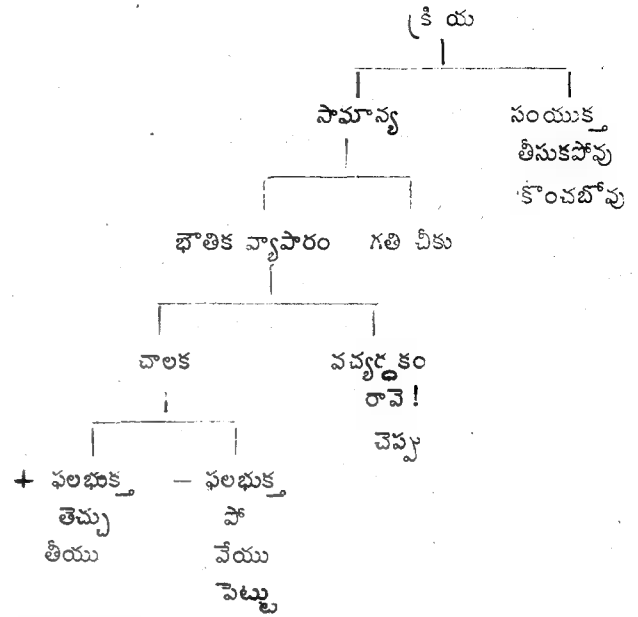 క్రియ
సామాన్య సంయుక్త
తీసుకపోవు
కొంచబోవు
భౌతిక వ్యాపారం గతి చీకు
చాలక వచ్యర్థకం
రావె !
చెప్పు
+ ఫలభుక్త – ఫలభుక్త
తెచ్చు పో
తీయు వేయు
పెట్టు